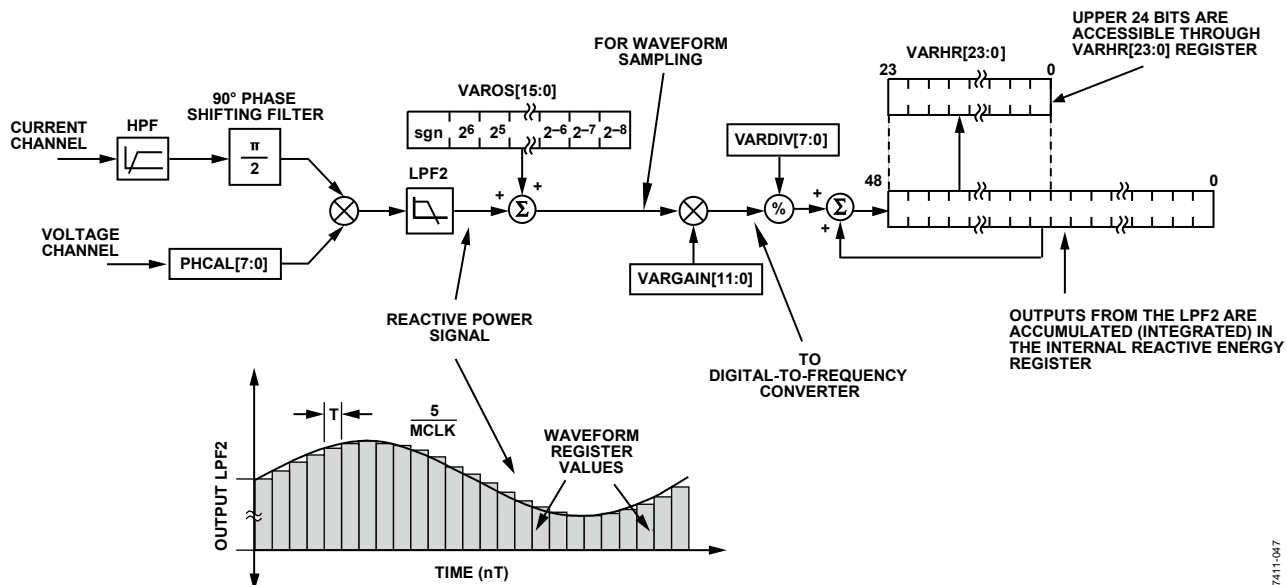 UPPER 24 BITS ARE
ACCESSIBLE THROUGH
VARHR[23:0] REGISTER
FOR WAVEFORM
SAMPLING
VARHR[23:0]
23
0
90° PHASE
SHIFTING FILTER
VAROS[15:0]
HPF
CURRENT
CHANNEL
π
2
sgn 2⁶ 2⁵ 2⁻⁶ 2⁻⁷ 2⁻⁸
VARDIV[7:0]
LPF2
48
0
+
+
Σ
%
+
Σ
+
VOLTAGE
CHANNEL
PHCAL[7:0]
VARGAIN[11:0]
REACTIVE POWER
SIGNAL
TO
DIGITAL-TO-FREQUENCY
CONVERTER
OUTPUTS FROM THE LPF2 ARE
ACCUMULATED (INTEGRATED) IN
THE INTERNAL REACTIVE ENERGY
REGISTER
T
5
MCLK
WAVEFORM
REGISTER
VALUES
OUTPUT LPF2
TIME (nT)
7411-047